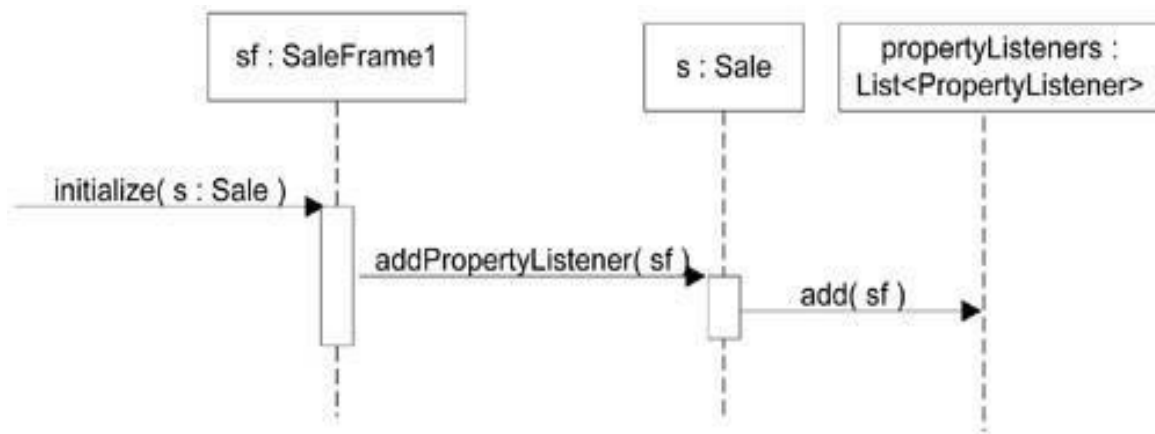 sf : SaleFrame1
s : Sale
propertyListeners :
List<PropertyListener>
initialize( s : Sale )
addPropertyListener( sf )
add( sf )